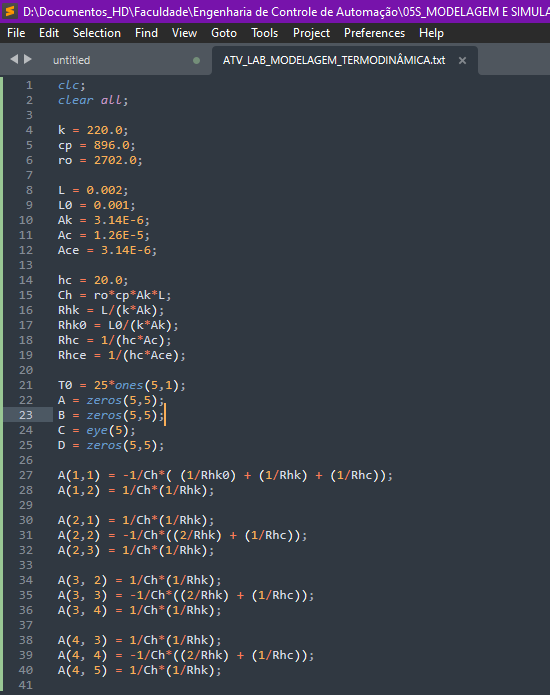 D:\Documentos_HD\Faculdade\Engenharia de Controle de Automação\05S_MODELAGEM E SIMULA
File Edit Selection Find View Goto Tools Project Preferences Help
untitled ATV_LAB_MODELAGEM_TERMODINÂMICA.txt ×
1 clc;
2 clear all;
3
4 k = 220.0;
5 cp = 896.0;
6 ro = 2702.0;
7
8 L = 0.002;
9 L0 = 0.001;
10 Ak = 3.14E-6;
11 Ac = 1.26E-5;
12 Ace = 3.14E-6;
13
14 hc = 20.0;
15 Ch = ro*cp*Ak*L;
16 Rhk = L/(k*Ak);
17 Rhk0 = L0/(k*Ak);
18 Rhc = 1/(hc*Ac);
19 Rhce = 1/(hc*Ace);
20
21 T0 = 25*ones(5,1);
22 A = zeros(5,5);
23 B = zeros(5,5);
24 C = eye(5);
25 D = zeros(5,5);
26
27 A(1,1) = -1/Ch*( (1/Rhk0) + (1/Rhk) + (1/Rhc));
28 A(1,2) = 1/Ch*(1/Rhk);
29
30 A(2,1) = 1/Ch*(1/Rhk);
31 A(2,2) = -1/Ch*((2/Rhk) + (1/Rhc));
32 A(2,3) = 1/Ch*(1/Rhk);
33
34 A(3, 2) = 1/Ch*(1/Rhk);
35 A(3, 3) = -1/Ch*((2/Rhk) + (1/Rhc));
36 A(3, 4) = 1/Ch*(1/Rhk);
37
38 A(4, 3) = 1/Ch*(1/Rhk);
39 A(4, 4) = -1/Ch*((2/Rhk) + (1/Rhc));
40 A(4, 5) = 1/Ch*(1/Rhk);
41